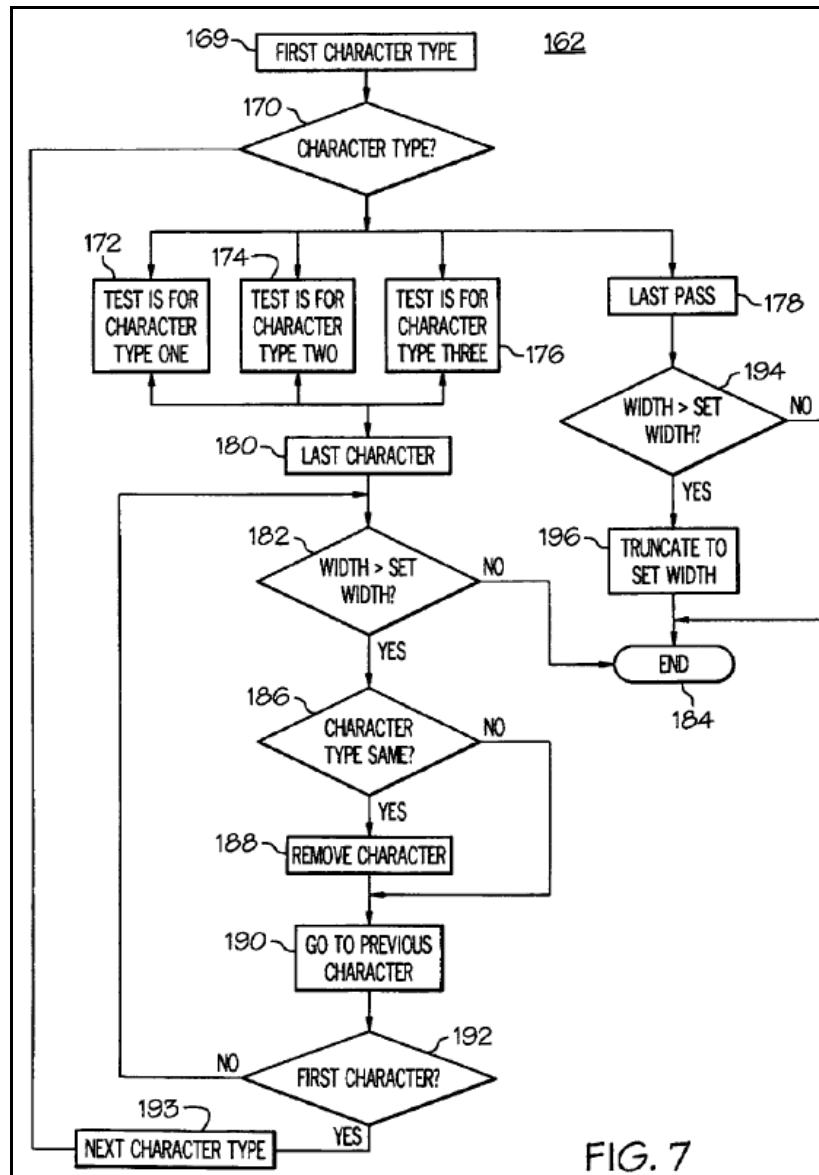 169
FIRST CHARACTER TYPE
162
170
CHARACTER TYPE?
172
TEST IS FOR
CHARACTER
TYPE ONE
174
TEST IS FOR
CHARACTER
TYPE TWO
TEST IS FOR
CHARACTER
TYPE THREE
176
LAST PASS
178
194
WIDTH > SET
WIDTH?
NO
YES
180
LAST CHARACTER
182
WIDTH > SET
WIDTH?
NO
YES
196
TRUNCATE TO
SET WIDTH
END
184
186
CHARACTER
TYPE SAME?
NO
YES
188
REMOVE CHARACTER
190
GO TO PREVIOUS
CHARACTER
192
FIRST CHARACTER?
NO
YES
193
NEXT CHARACTER TYPE
FIG. 7